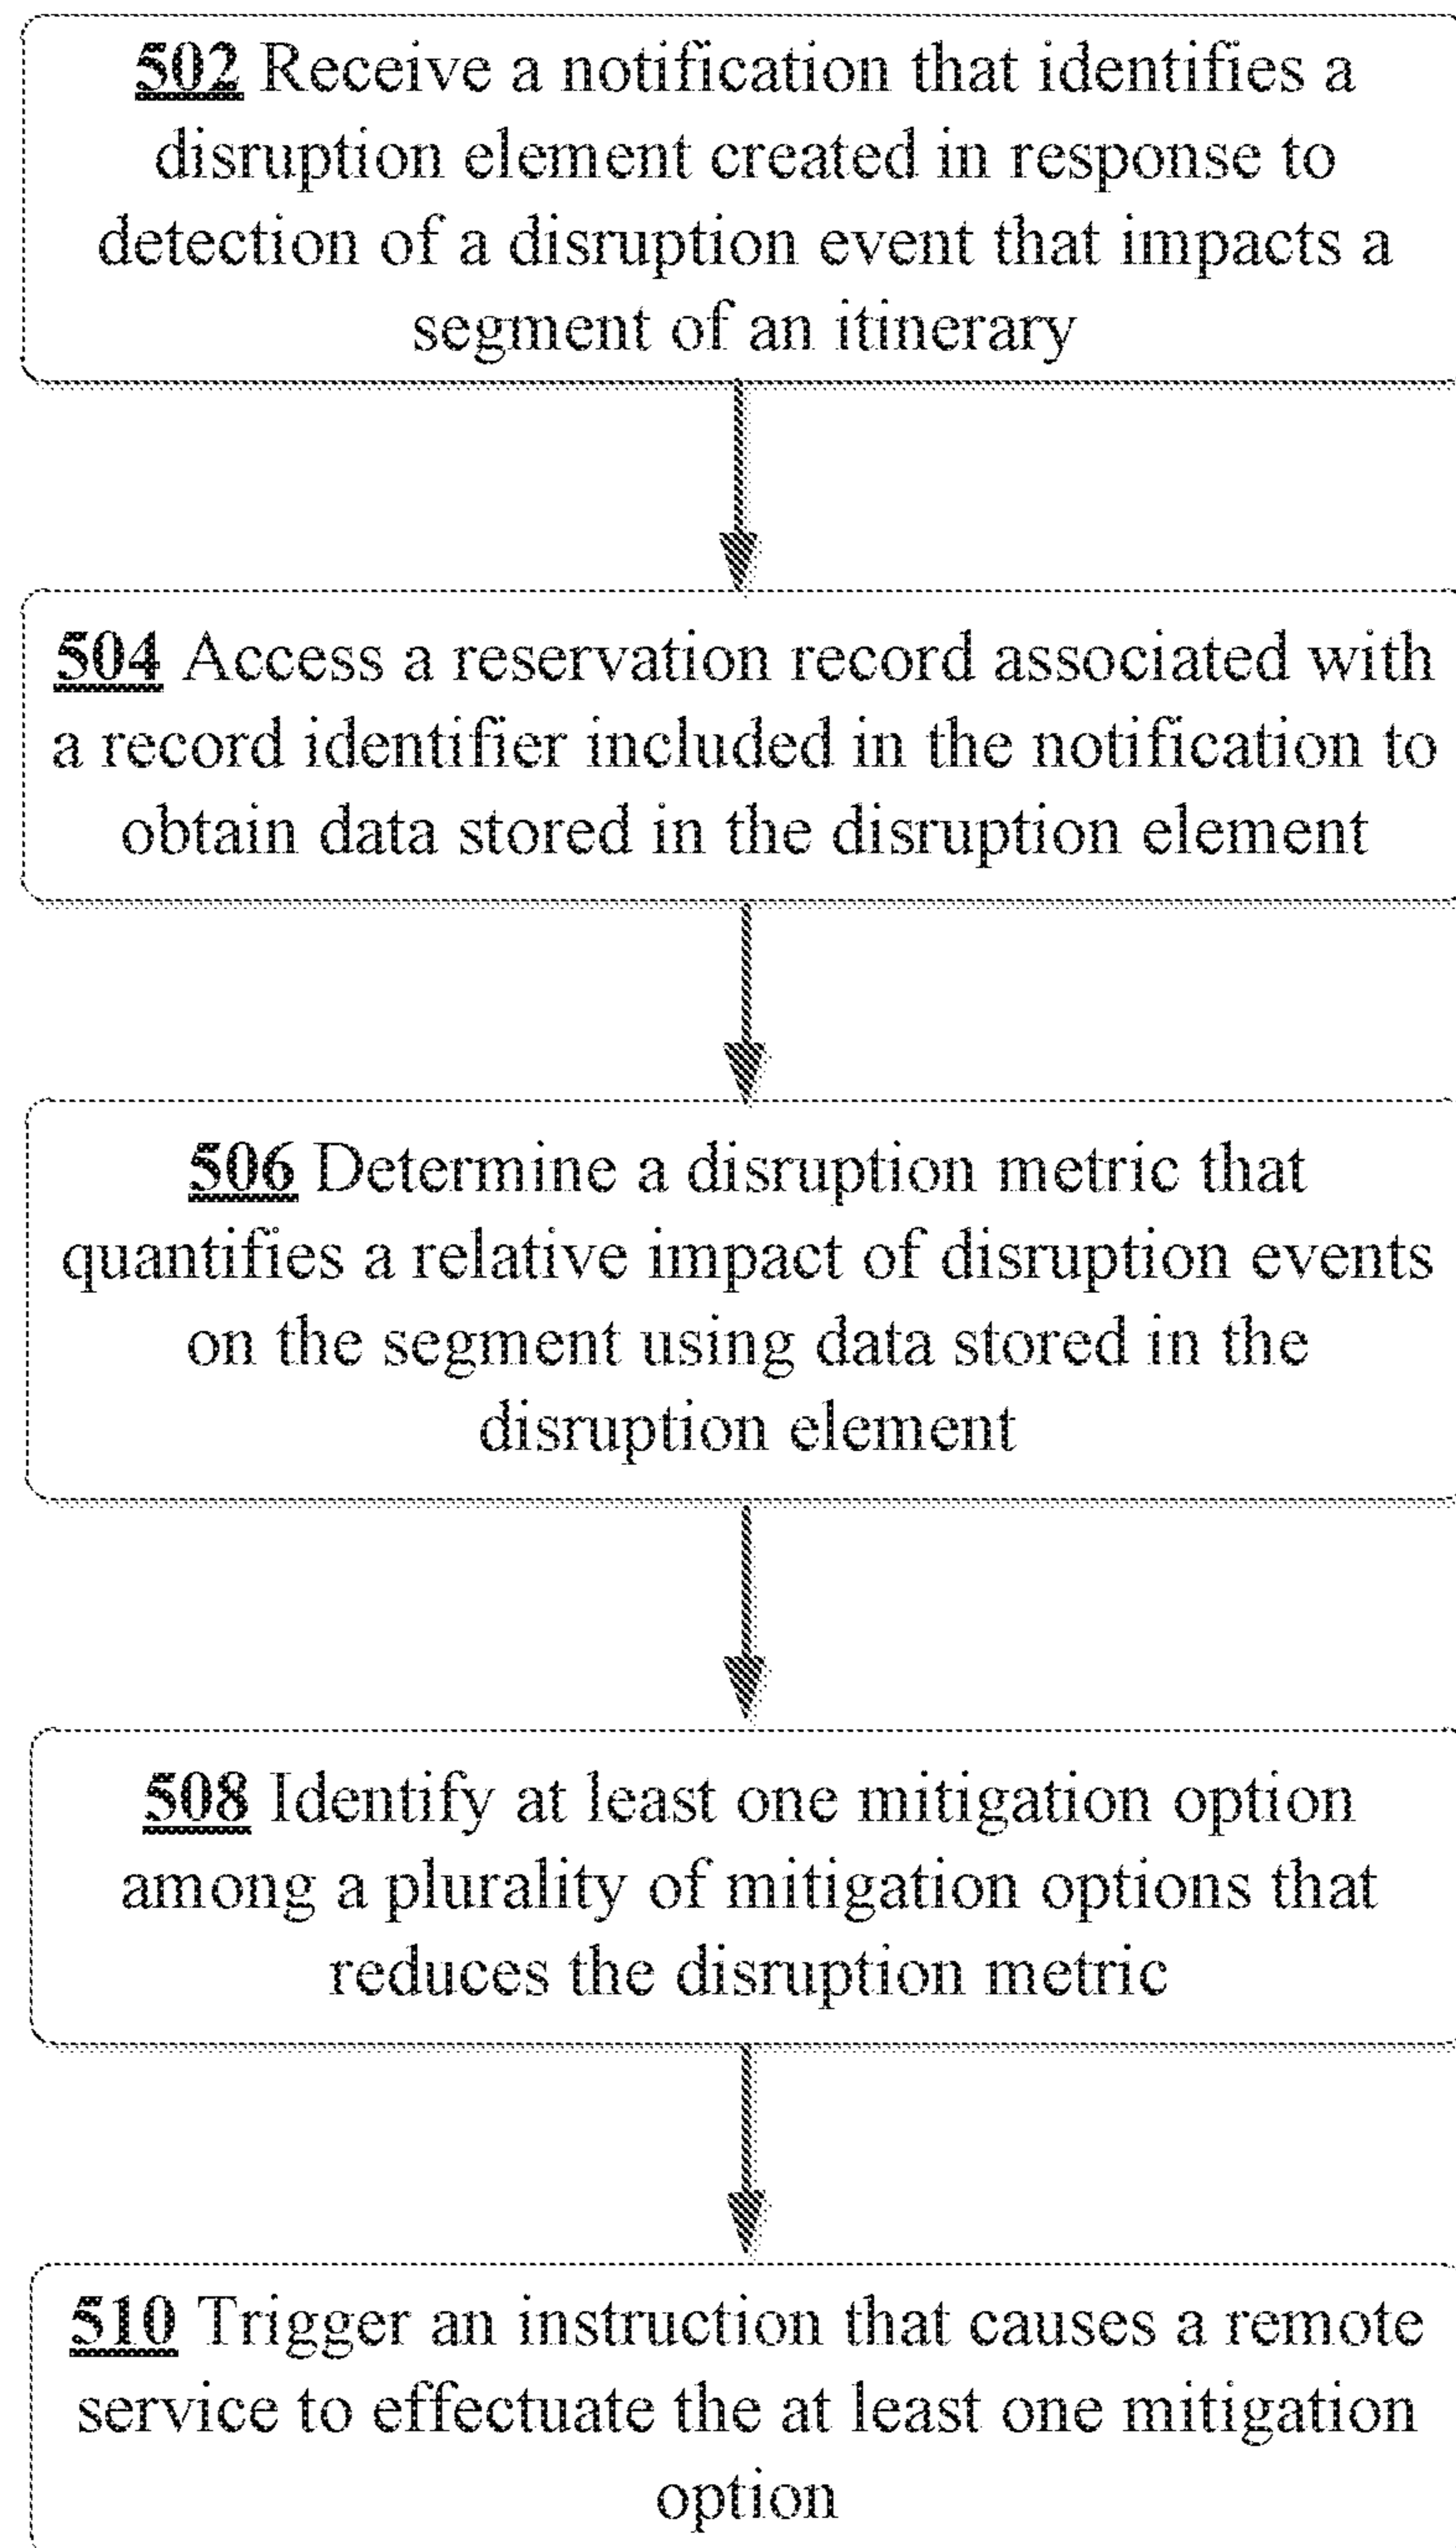 502 Receive a notification that identifies a
disruption element created in response to
detection of a disruption event that impacts a
segment of an itinerary
504 Access a reservation record associated with
a record identifier included in the notification to
obtain data stored in the disruption element
506 Determine a disruption metric that
quantifies a relative impact of disruption events
on the segment using data stored in the
disruption element
508 Identify at least one mitigation option
among a plurality of mitigation options that
reduces the disruption metric
510 Trigger an instruction that causes a remote
service to effectuate the at least one mitigation
option